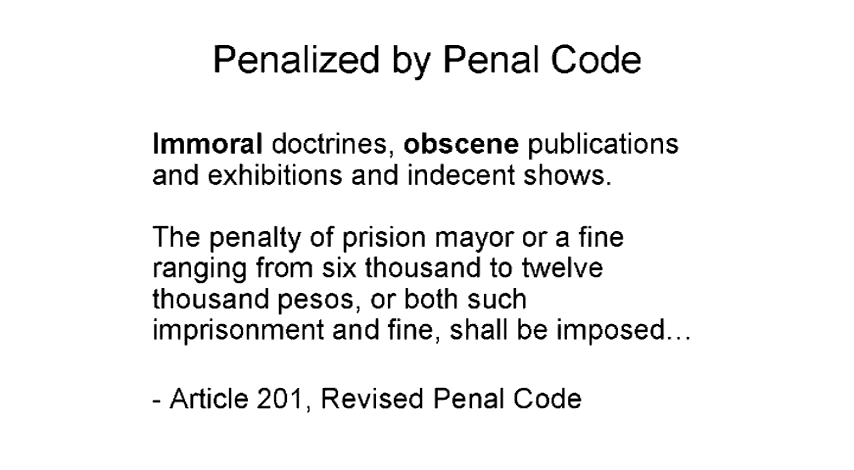 Penalized by Penal Code
Immoral doctrines, obscene publications
and exhibitions and indecent shows.
The penalty of prision mayor or a fine
ranging from six thousand to twelve
thousand pesos, or both such
imprisonment and fine, shall be imposed…
- Article 201, Revised Penal Code